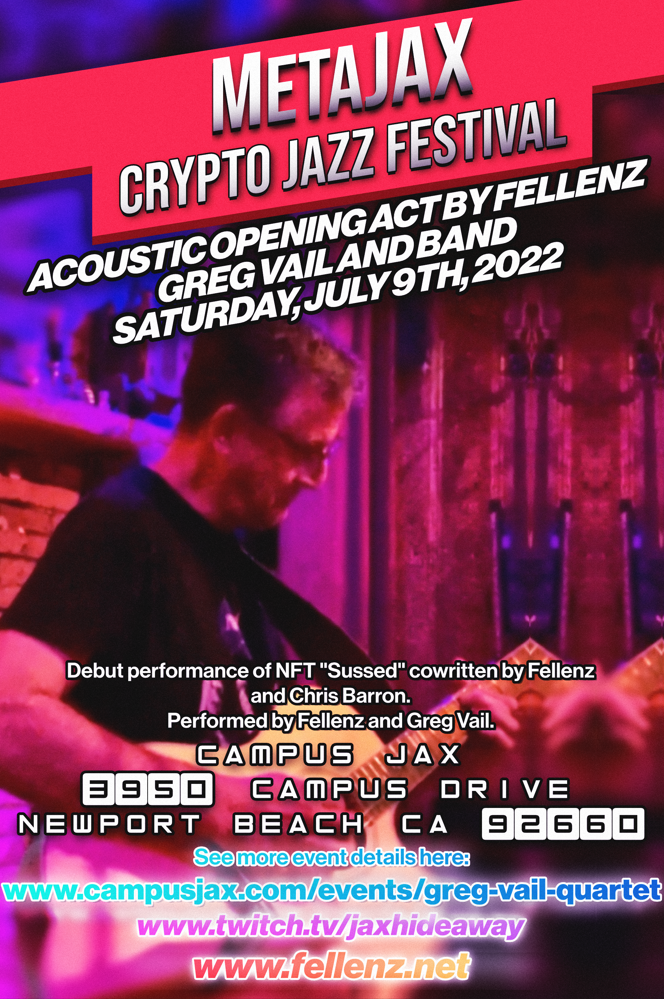 METAJAX
CRYPTO JAZZ FESTIVAL
ACOUSTIC OPENING ACT BY FELLENZ
GREG VAIL AND BAND
SATURDAY, JULY 9TH, 2022
Debut performance of NFT "Sussed" cowritten by Fellenz
and Chris Barron.
Performed by Fellenz and Greg Vail.
CAMPUS JAX
3950 CAMPUS DRIVE
NEWPORT BEACH CA 92660
See more event details here:
www.campusjax.com/events/greg-vail-quartet
www.twitch.tv/jaxhideaway
www.fellenz.net